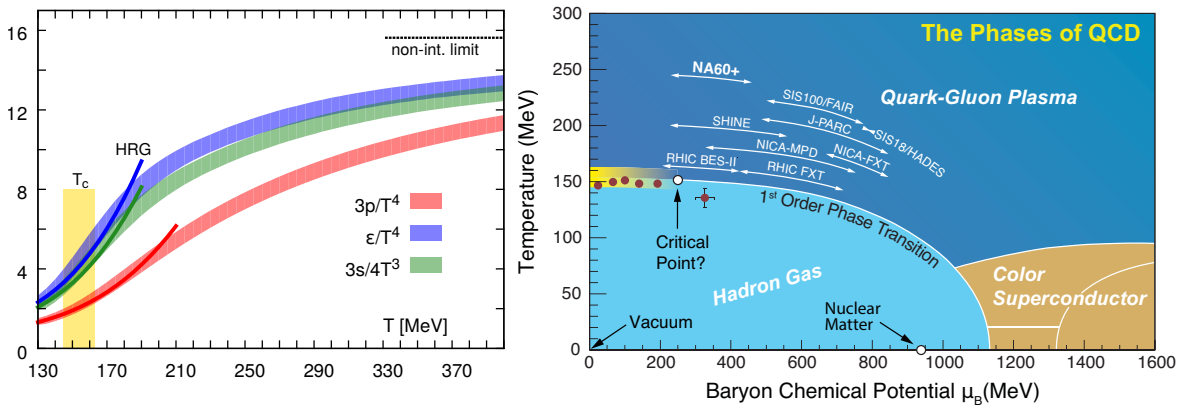 16
12
8
4
0
non-int. limit
HRG
T_c
3p/T⁴
ε/T⁴
3s/4T³
T [MeV]
130 170 210 250 290 330 370
The Phases of QCD
300
250
200
150
100
50
0
Temperature (MeV)
NA60+
SIS100/FAIR
Quark-Gluon Plasma
J-PARC
SHINE
SIS18/HADES
NICA-MPD
NICA-FXT
RHIC BES-II
RHIC FXT
1ˢᵗ Order Phase Transition
Critical
Point?
Hadron Gas
Color
Superconductor
Nuclear
Matter
Vacuum
0 200 400 600 800 1000 1200 1400 1600
Baryon Chemical Potential μ_B(MeV)